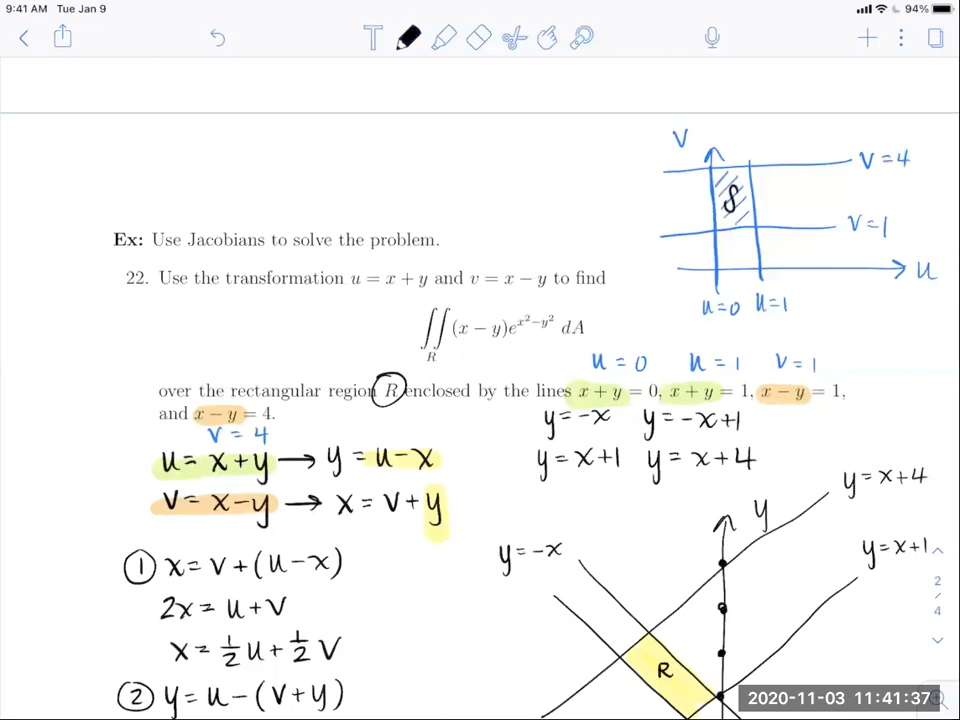 9:41 AM Tue Jan 9
94%
V
V = 4
S
V = 1
u
u=0 u=1
Ex: Use Jacobians to solve the problem.
22. Use the transformation u = x + y and v = x − y to find
∬_R (x − y)e^{x²−y²} dA
u = 0 u = 1 V = 1
over the rectangular region R enclosed by the lines x + y = 0, x + y = 1, x − y = 1,
and x − y = 4.
V = 4
y = -x y = -x+1
u = x+y → y = u-x
y = x+1 y = x+4
V = x-y → x = V+y
y = x+4
y
y = -x
y = x+1
① x = V + (u-x)
2x = u+V
x = ½u + ½V
R
② y = u - (V+y)
2
/
4
2020-11-03 11:41:37